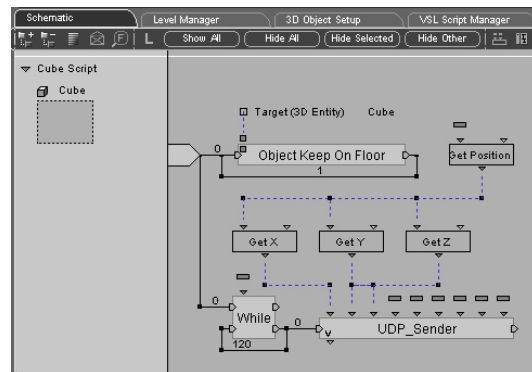 Schematic Level Manager 3D Object Setup VSL Script Manager
L Show All Hide All Hide Selected Hide Other
Cube Script
Cube
Target (3D Entity) Cube
0 Object Keep On Floor Get Position
1
Get X Get Y Get Z
0
While 0 UDP_Sender
V
120